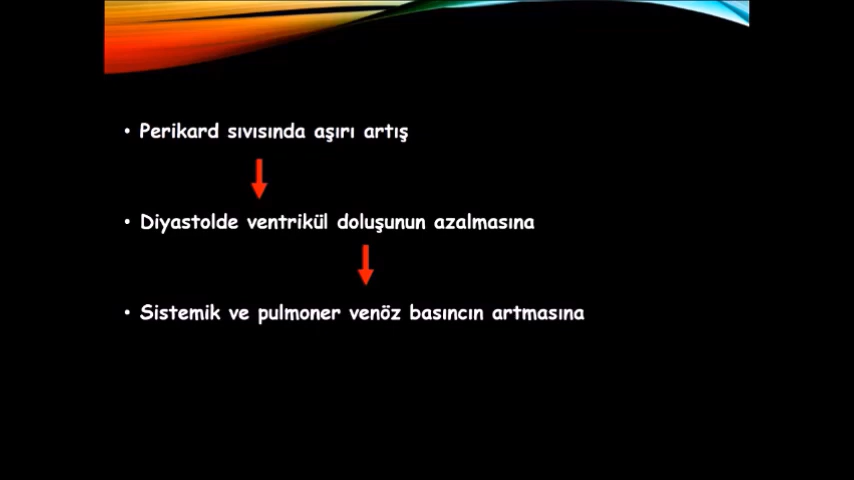 • Perikard sıvısında aşırı artış
• Diyastolde ventrikül doluşunun azalmasına
• Sistemik ve pulmoner venöz basıncın artmasına